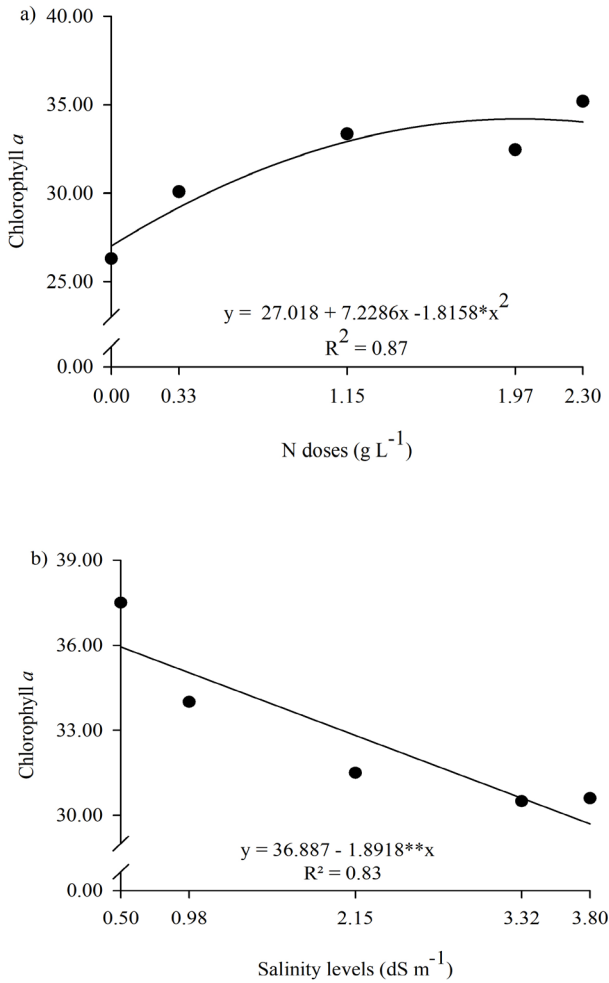 a) 40.00
35.00
30.00
25.00
0.00
Chlorophyll a
y = 27.018 + 7.2286x -1.8158*x²
R² = 0.87
0.00 0.33 1.15 1.97 2.30
N doses (g L⁻¹)
b) 39.00
36.00
33.00
30.00
0.00
Chlorophyll a
y = 36.887 - 1.8918**x
R² = 0.83
0.50 0.98 2.15 3.32 3.80
Salinity levels (dS m⁻¹)